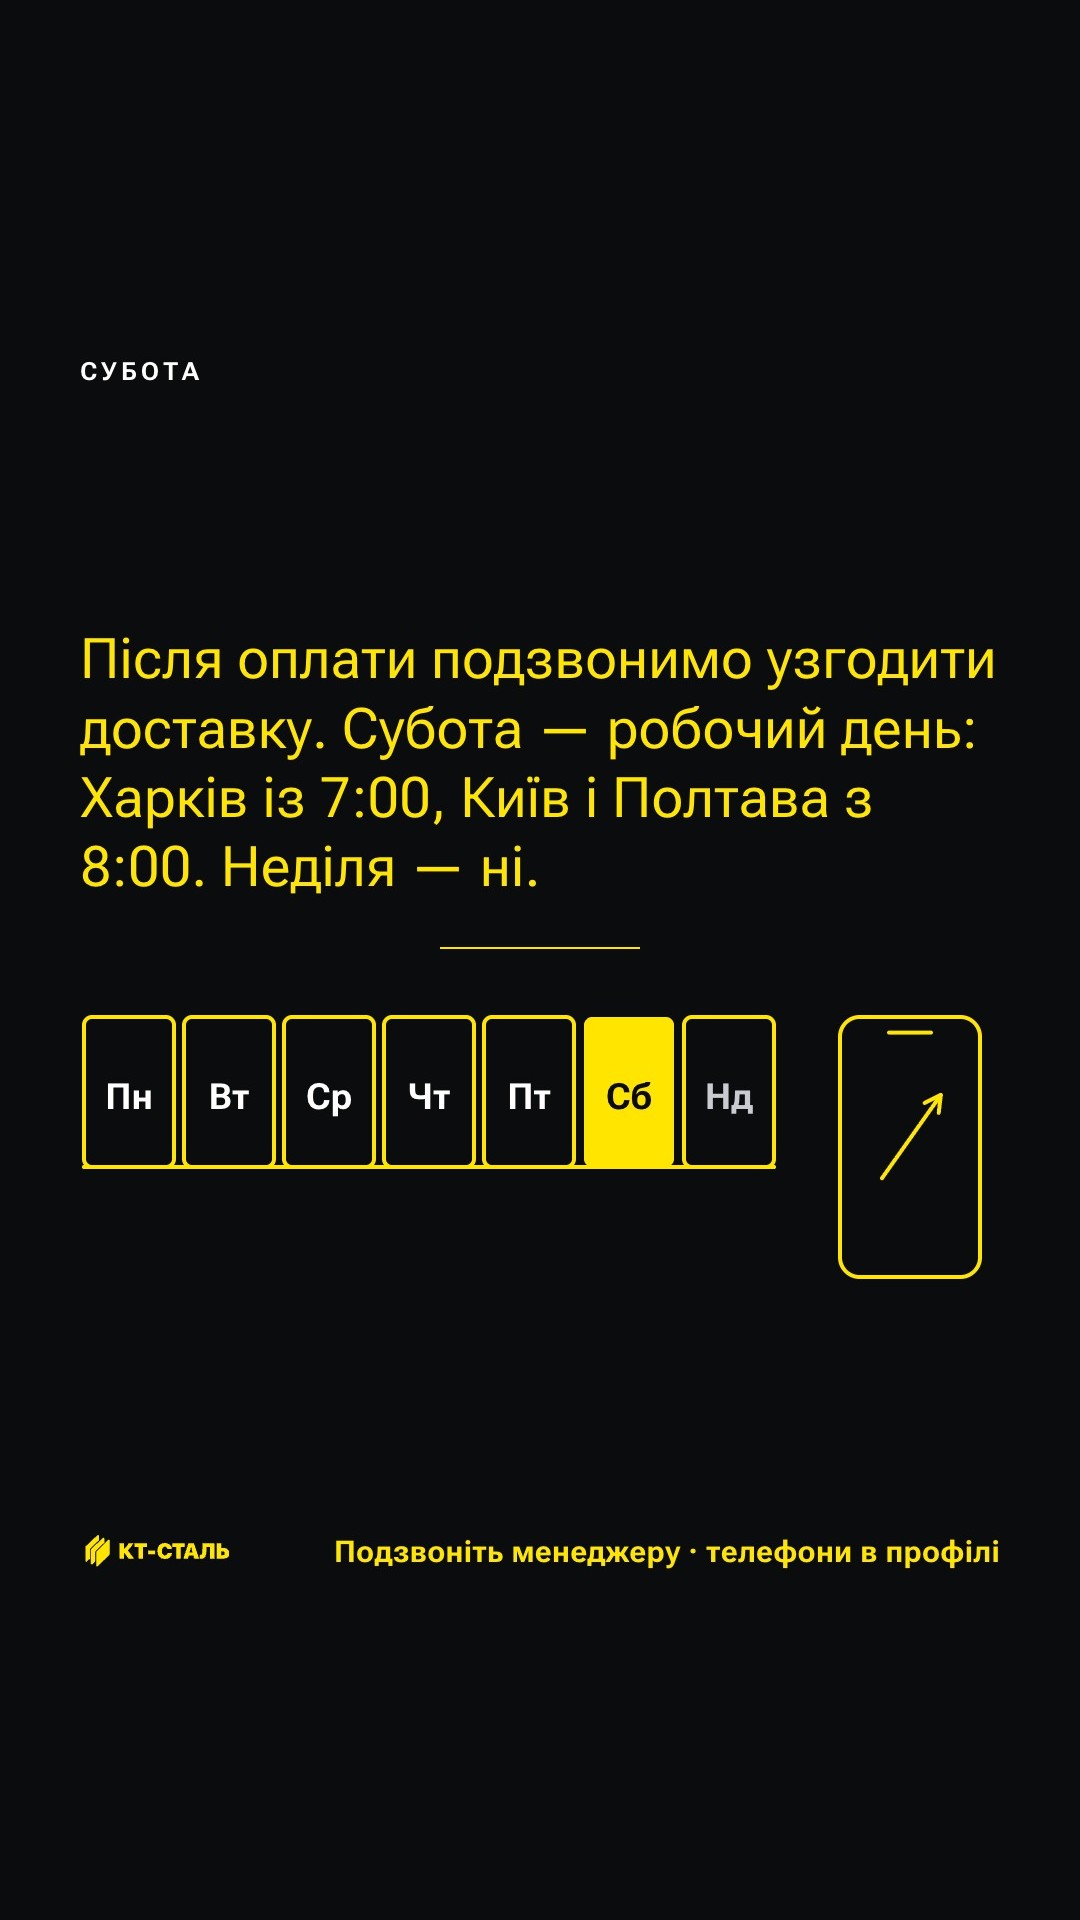 СУБОТА
Після оплати подзвонимо узгодити
доставку. Субота — робочий день:
Харків із 7:00, Київ і Полтава з
8:00. Неділя — ні.
Пн Вт Ср Чт Пт Сб Нд
КТ-СТАЛЬ Подзвоніть менеджеру · телефони в профілі